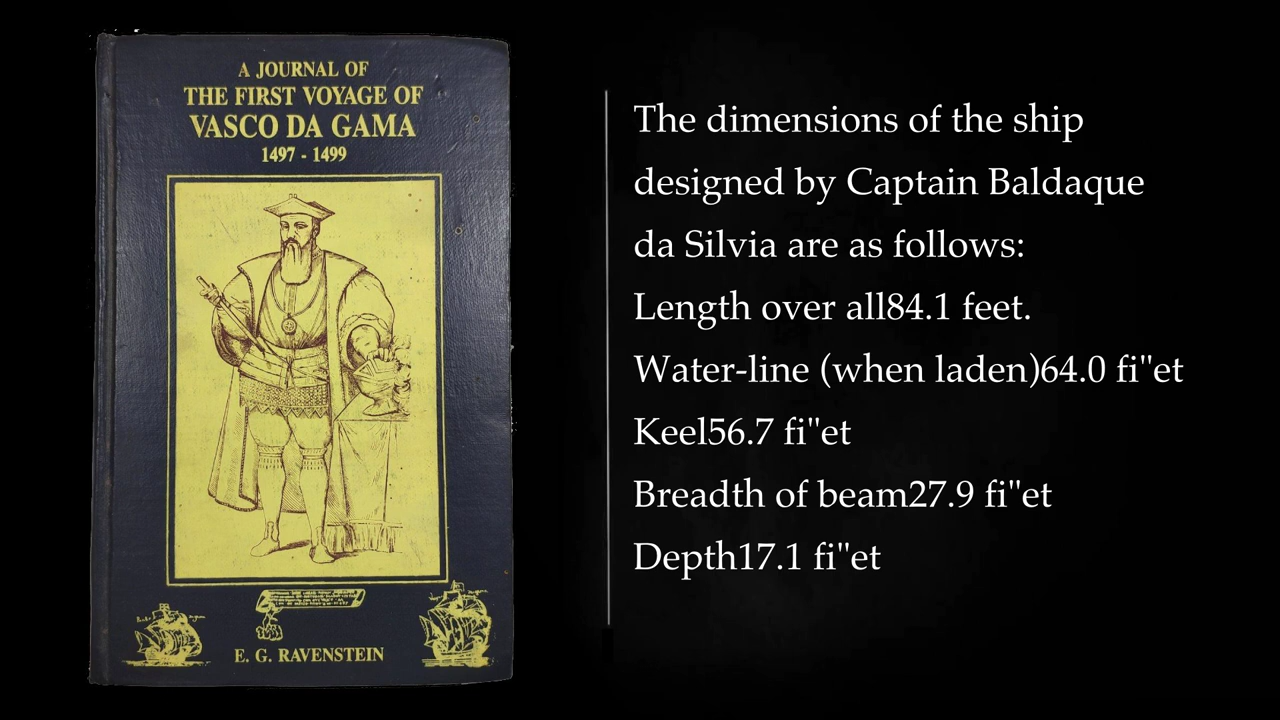 A JOURNAL OF
THE FIRST VOYAGE OF
VASCO DA GAMA
1497 - 1499
E. G. RAVENSTEIN
The dimensions of the ship
designed by Captain Baldaque
da Silvia are as follows:
Length over all84.1 feet.
Water-line (when laden)64.0 fi"et
Keel56.7 fi"et
Breadth of beam27.9 fi"et
Depth17.1 fi"et